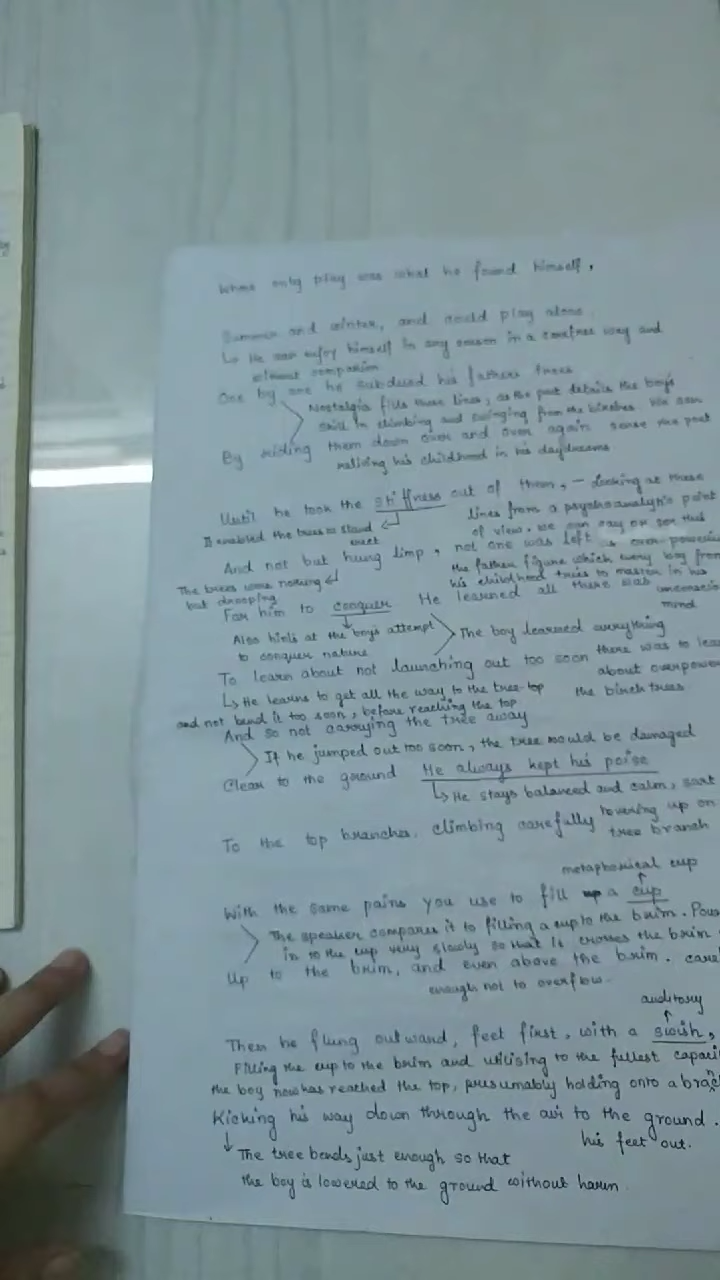 Whose only play was what he found himself,
Summer and winter, and could play alone.
↳ He can enjoy himself in any season in a carefree way and
without companion
One by one he subdued his father's trees
Nostalgia fills these lines, as the poet details the boy's
skill in climbing and swinging from the birches. We can
By riding them down over and over again sense the poet
reliving his childhood in his daydreams
Until he took the stiffness out of them, – Looking at these
It enabled the trees to stand
erect
lines from a psychoanalytic point
of view, we can say or see that
And not but hung limp, not one was left is over-powering
The trees were nothing
but drooping
the father figure which every boy from
his childhood tries to master in his
For him to conquer He learned all there was unconscious
mind
Also hints at the boy's attempt
to conquer nature
The boy learned everything
To learn about not launching out too soon there was to lea
about overpower
the birch trees
↳ He learns to get all the way to the tree-top
and not bend it too soon, before reaching the top
And so not carrying the tree away
If he jumped out too soon, the tree would be damaged
Clear to the ground He always kept his poise
↳ He stays balanced and calm, sort
hovering up on
tree branch
To the top branches, climbing carefully
metaphorical cup
With the same pains you use to fill a cup
The speaker compares it to filling a cup to the brim. Pou
in to the cup very slowly so that it crosses the brim
Up to the brim, and even above the brim. care
enough not to overflow.
auditory
Then he flung outward, feet first, with a swish,
Filling the cup to the brim and utilising to the fullest capaci
the boy now has reached the top, presumably holding onto a branc
Kicking his way down through the air to the ground.
his feet out.
The tree bends just enough so that
the boy is lowered to the ground without harm.